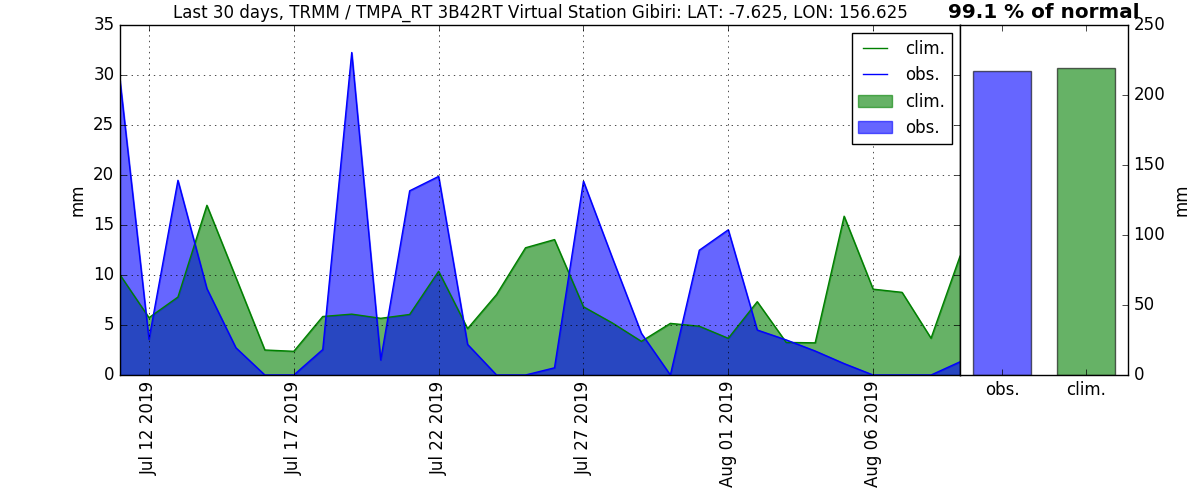 Last 30 days, TRMM / TMPA_RT 3B42RT Virtual Station Gibiri: LAT: -7.625, LON: 156.625
99.1 % of normal
35
30
25
20
15
10
5
0
mm
clim.
obs.
clim.
obs.
Jul 12 2019
Jul 17 2019
Jul 22 2019
Jul 27 2019
Aug 01 2019
Aug 06 2019
250
200
150
100
50
0
mm
obs.
clim.